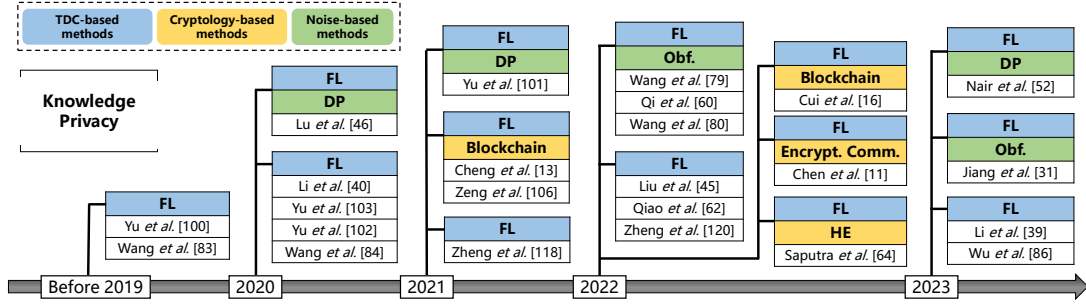 TDC-based
methods
Cryptology-based
methods
Noise-based
methods
Knowledge
Privacy
FL
Yu et al. [100]
Wang et al. [83]
FL
DP
Lu et al. [46]
FL
Li et al. [40]
Yu et al. [103]
Yu et al. [102]
Wang et al. [84]
FL
DP
Yu et al. [101]
FL
Blockchain
Cheng et al. [13]
Zeng et al. [106]
FL
Zheng et al. [118]
FL
Obf.
Wang et al. [79]
Qi et al. [60]
Wang et al. [80]
FL
Liu et al. [45]
Qiao et al. [62]
Zheng et al. [120]
FL
Blockchain
Cui et al. [16]
FL
Encrypt. Comm.
Chen et al. [11]
FL
HE
Saputra et al. [64]
FL
DP
Nair et al. [52]
FL
Obf.
Jiang et al. [31]
FL
Li et al. [39]
Wu et al. [86]
Before 2019
2020
2021
2022
2023